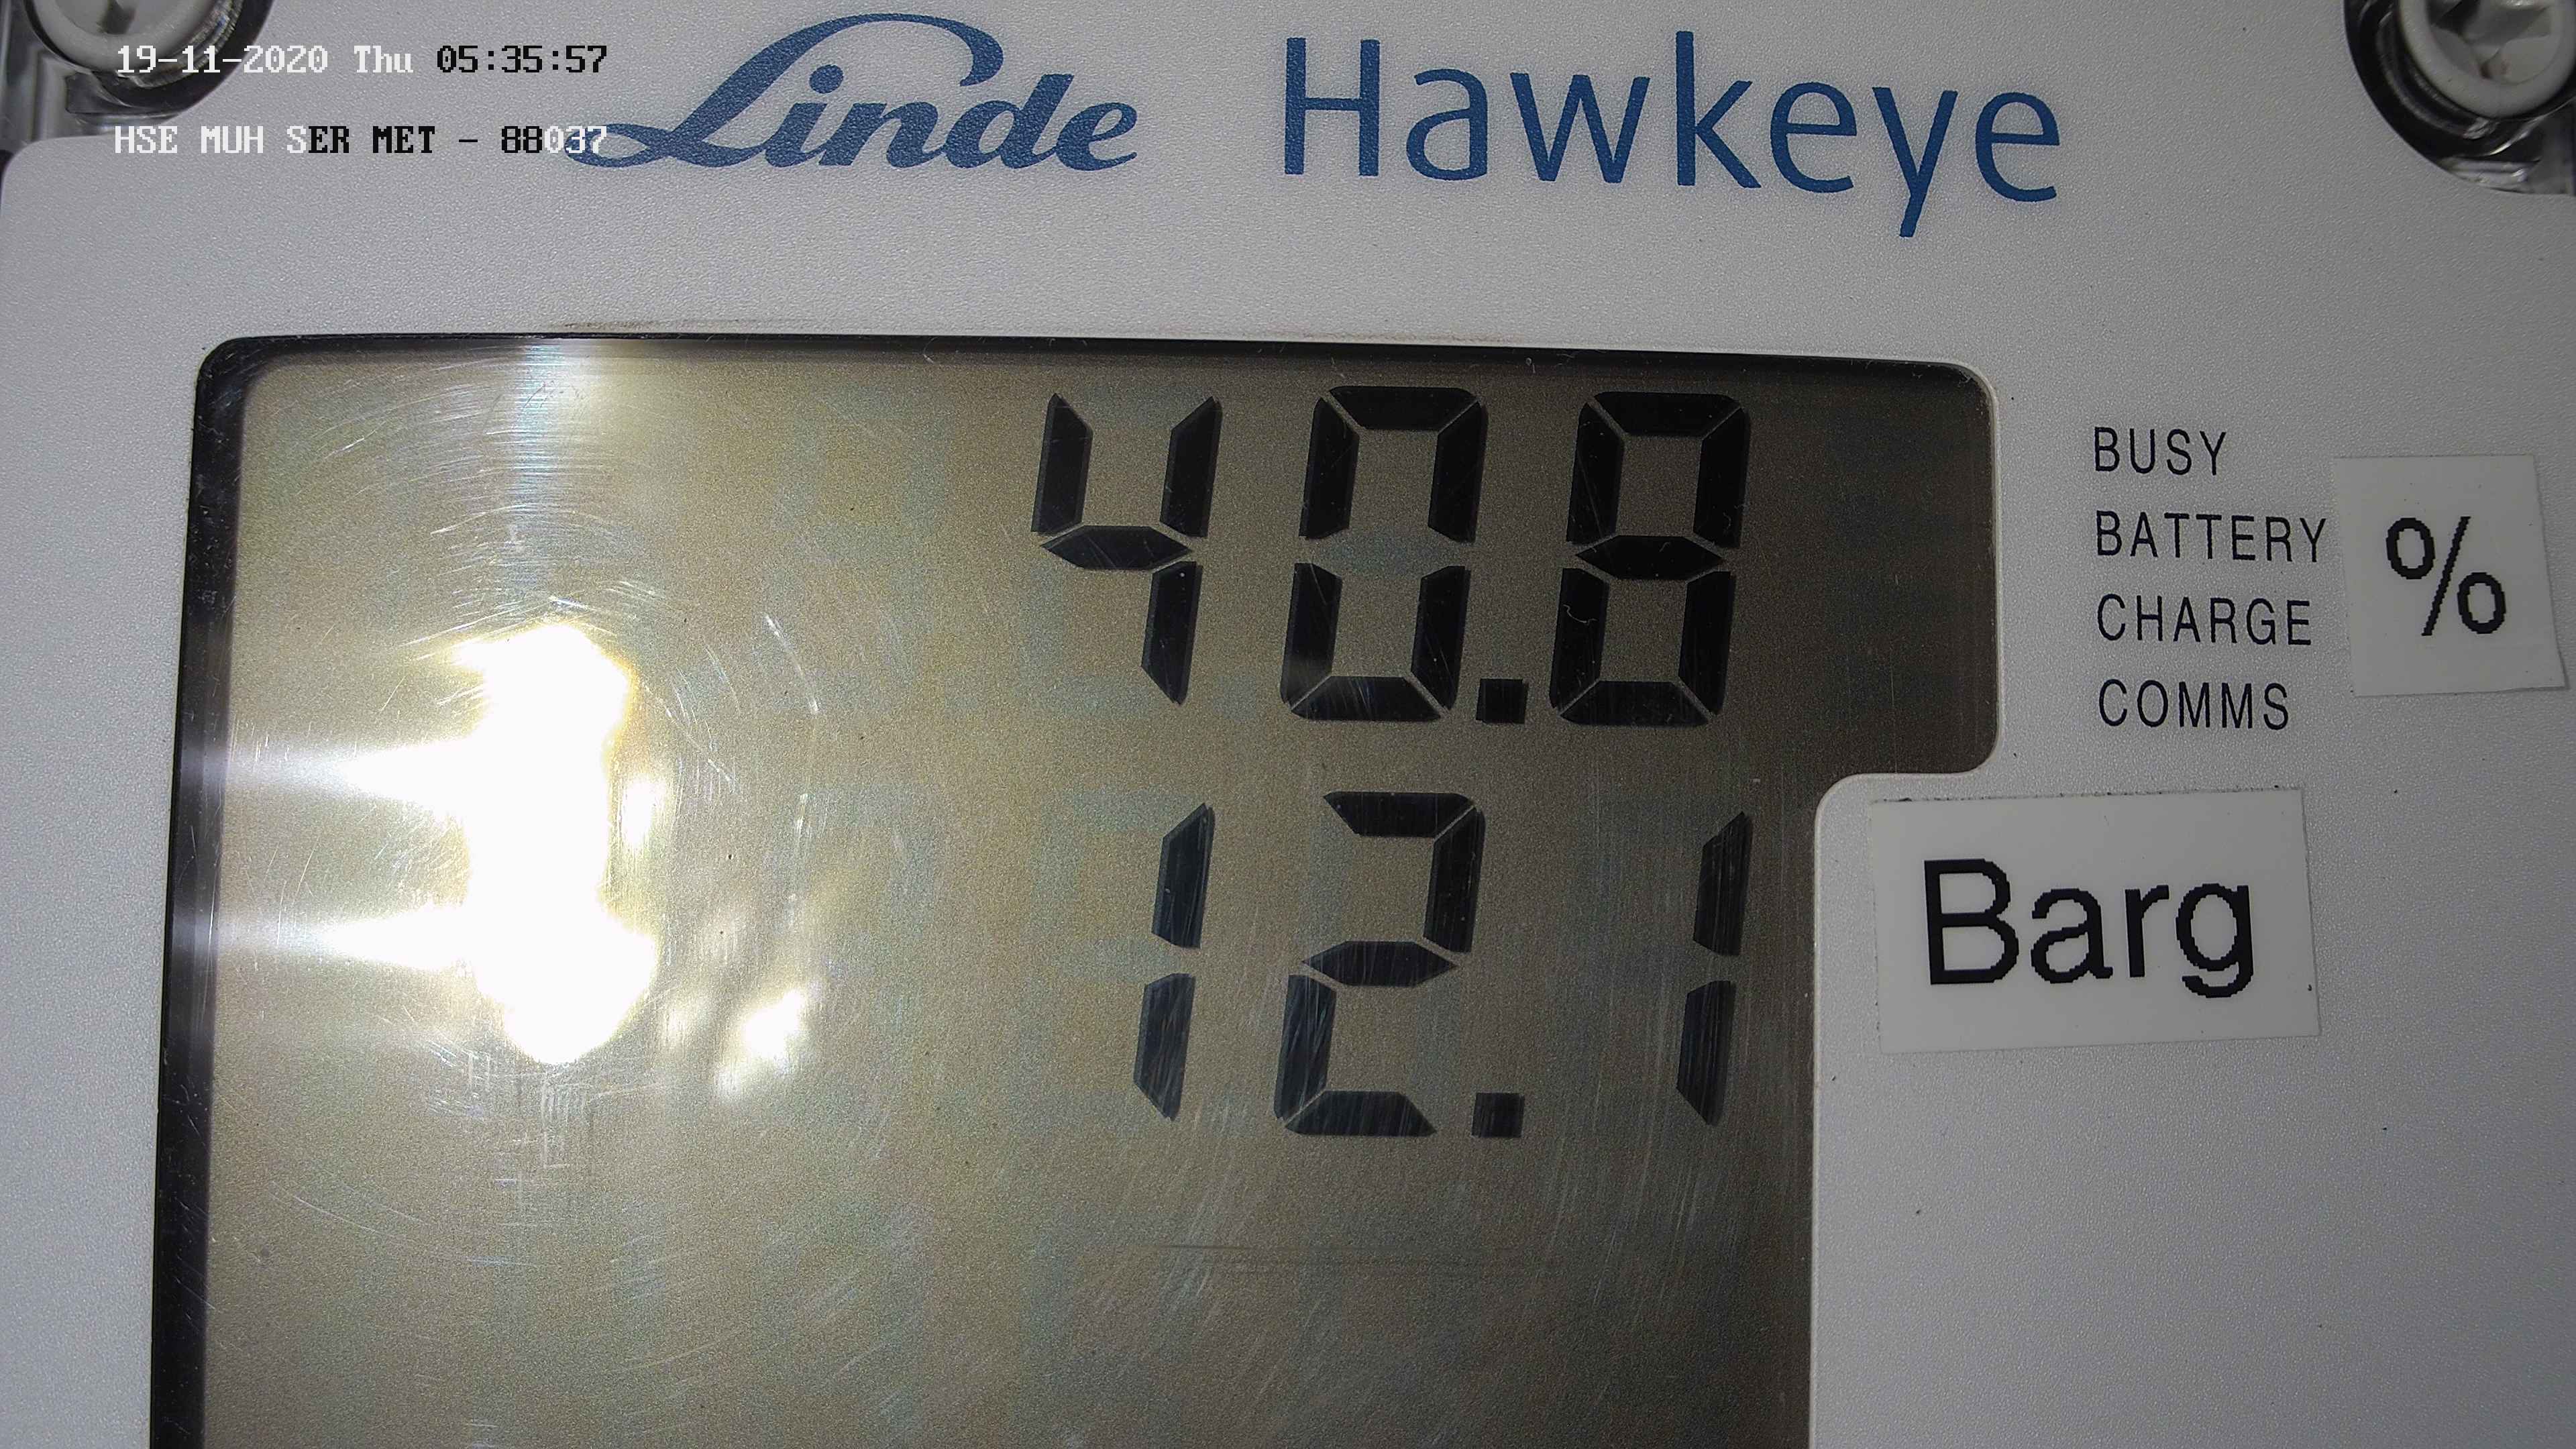 19-11-2020 Thu 05:35:57
HSE MUH SER MET - 88037
Linde Hawkeye
40.8
BUSY
BATTERY
CHARGE
COMMS
%
12.1
Barg